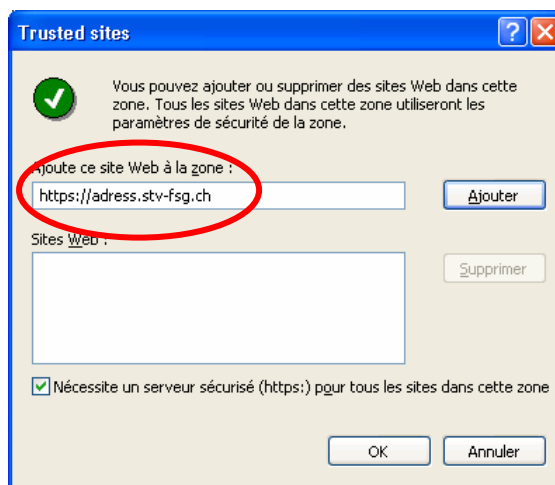 Trusted sites
Vous pouvez ajouter ou supprimer des sites Web dans cette
zone. Tous les sites Web dans cette zone utiliseront les
paramètres de sécurité de la zone.
Ajoute ce site Web à la zone :
https://adress.stv-fsg.ch
Ajouter
Sites Web :
Supprimer
Nécessite un serveur sécurisé (https:) pour tous les sites dans cette zone
OK
Annuler